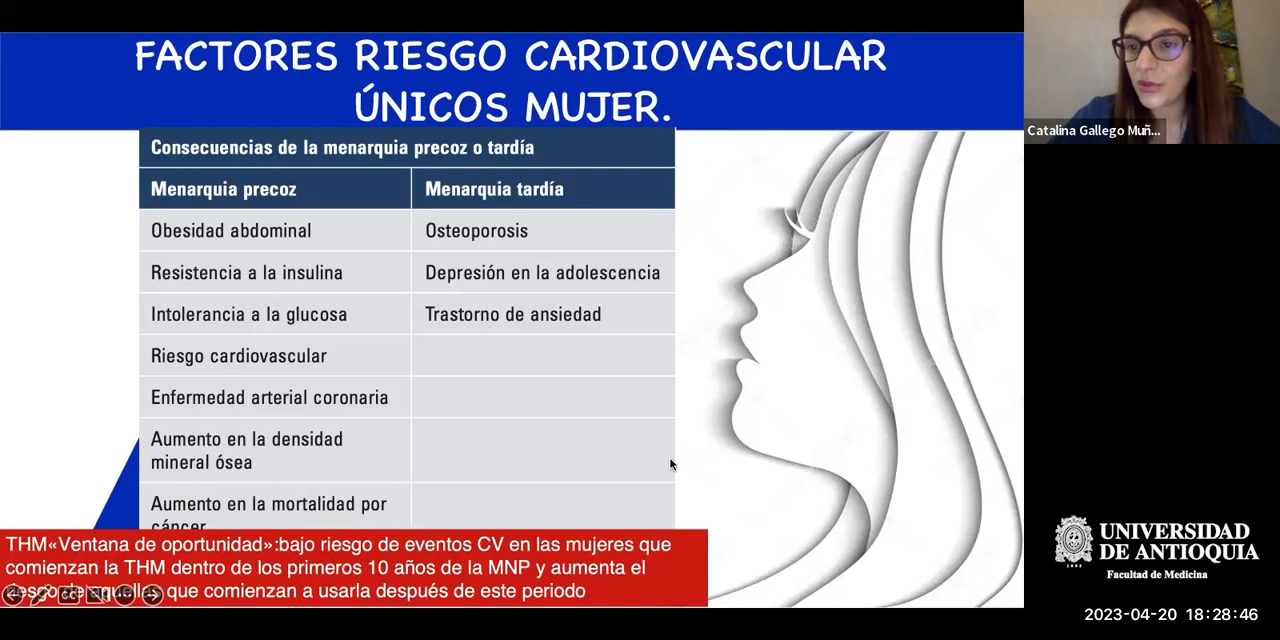 FACTORES RIESGO CARDIOVASCULAR
ÚNICOS MUJER.
Consecuencias de la menarquia precoz o tardía
Menarquia precoz
Menarquia tardía
Obesidad abdominal
Osteoporosis
Resistencia a la insulina
Depresión en la adolescencia
Intolerancia a la glucosa
Trastorno de ansiedad
Riesgo cardiovascular
Enfermedad arterial coronaria
Aumento en la densidad
mineral ósea
Aumento en la mortalidad por
cáncer
THM«Ventana de oportunidad»:bajo riesgo de eventos CV en las mujeres que
comienzan la THM dentro de los primeros 10 años de la MNP y aumenta el
riesgo de aquellas que comienzan a usarla después de este periodo
Catalina Gallego Muñ...
UNIVERSIDAD
DE ANTIOQUIA
1803
Facultad de Medicina
2023-04-20 18:28:46